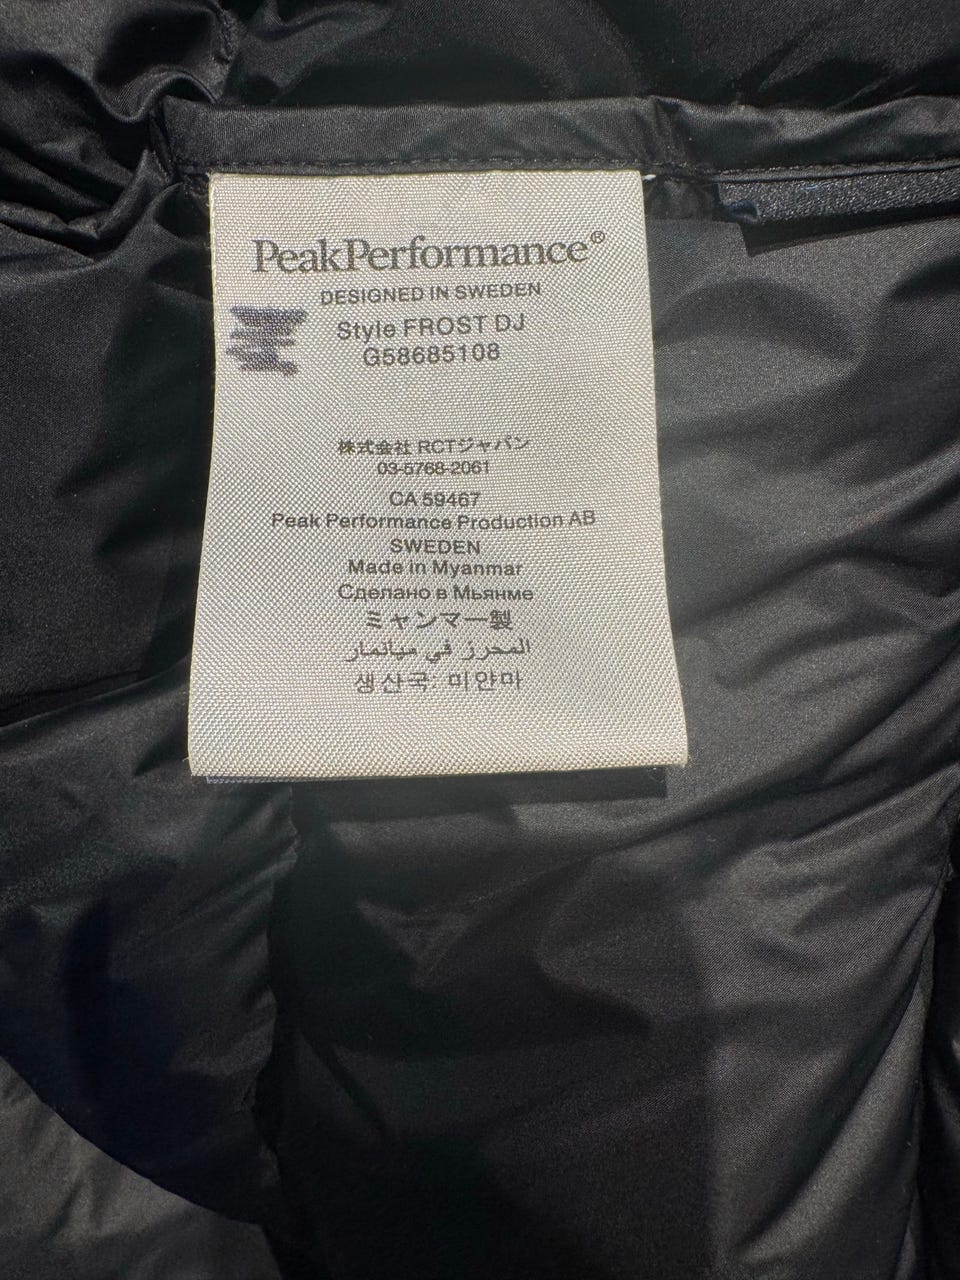 PeakPerformance®
DESIGNED IN SWEDEN
Style FROST DJ
G58685108
株式会社 RCTジャパン
03-5768-2061
CA 59467
Peak Performance Production AB
SWEDEN
Made in Myanmar
Сделано в Мьянме
ミャンマー製
المحرز في ميانمار
생산국: 미얀마